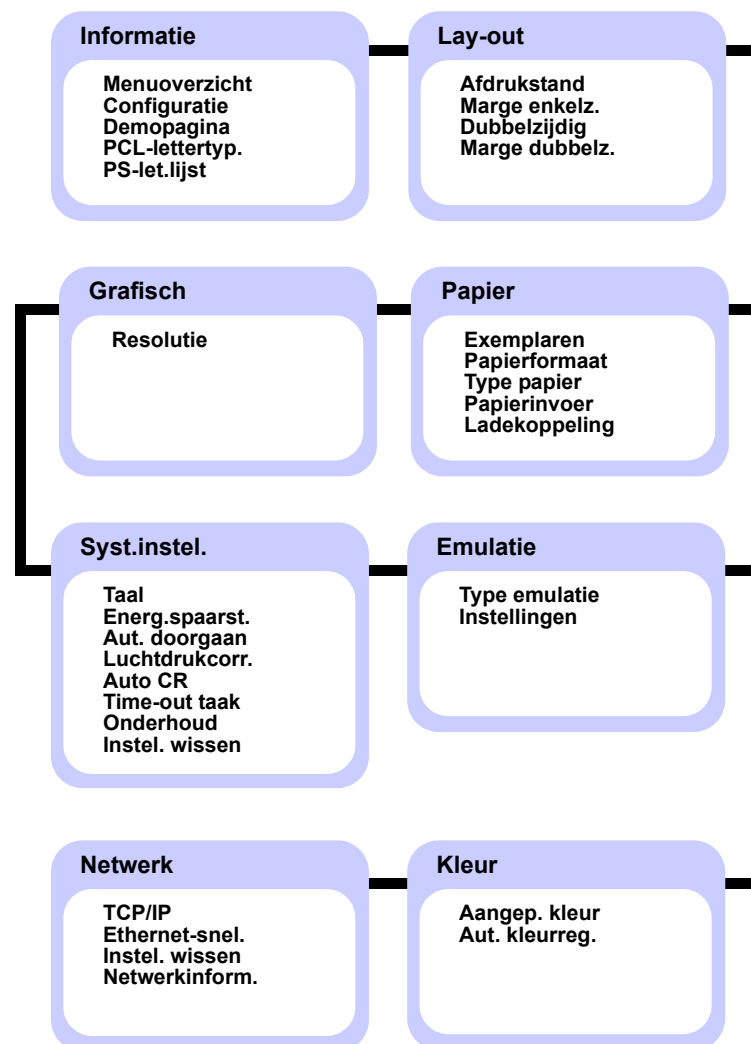 Informatie
Menuoverzicht
Configuratie
Demopagina
PCL-lettertyp.
PS-let.lijst
Lay-out
Afdrukstand
Marge enkelz.
Dubbelzijdig
Marge dubbelz.
Grafisch
Resolutie
Papier
Exemplaren
Papierformaat
Type papier
Papierinvoer
Ladekoppeling
Syst.instel.
Taal
Energ.spaarst.
Aut. doorgaan
Luchtdrukcorr.
Auto CR
Time-out taak
Onderhoud
Instel. wissen
Emulatie
Type emulatie
Instellingen
Netwerk
TCP/IP
Ethernet-snel.
Instel. wissen
Netwerkinform.
Kleur
Aangep. kleur
Aut. kleurreg.